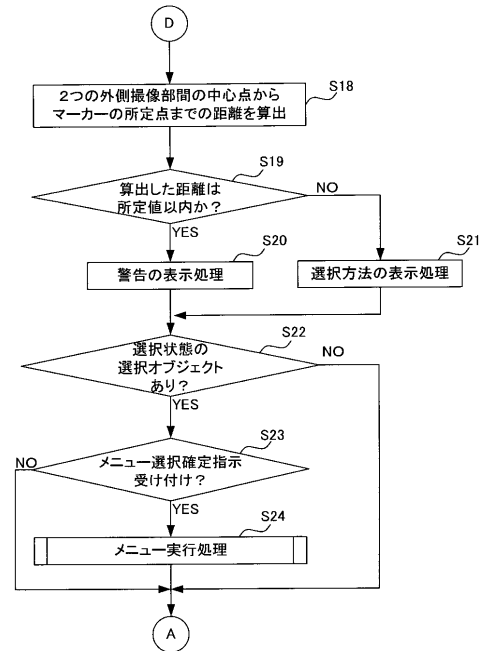 D
S18
2つの外側撮像部間の中心点から
マーカーの所定点までの距離を算出
S19
算出した距離は
所定値以内か？
NO
YES
S20
警告の表示処理
S21
選択方法の表示処理
S22
選択状態の
選択オブジェクト
あり？
NO
YES
S23
メニュー選択確定指示
受け付け？
NO
YES
S24
メニュー実行処理
A